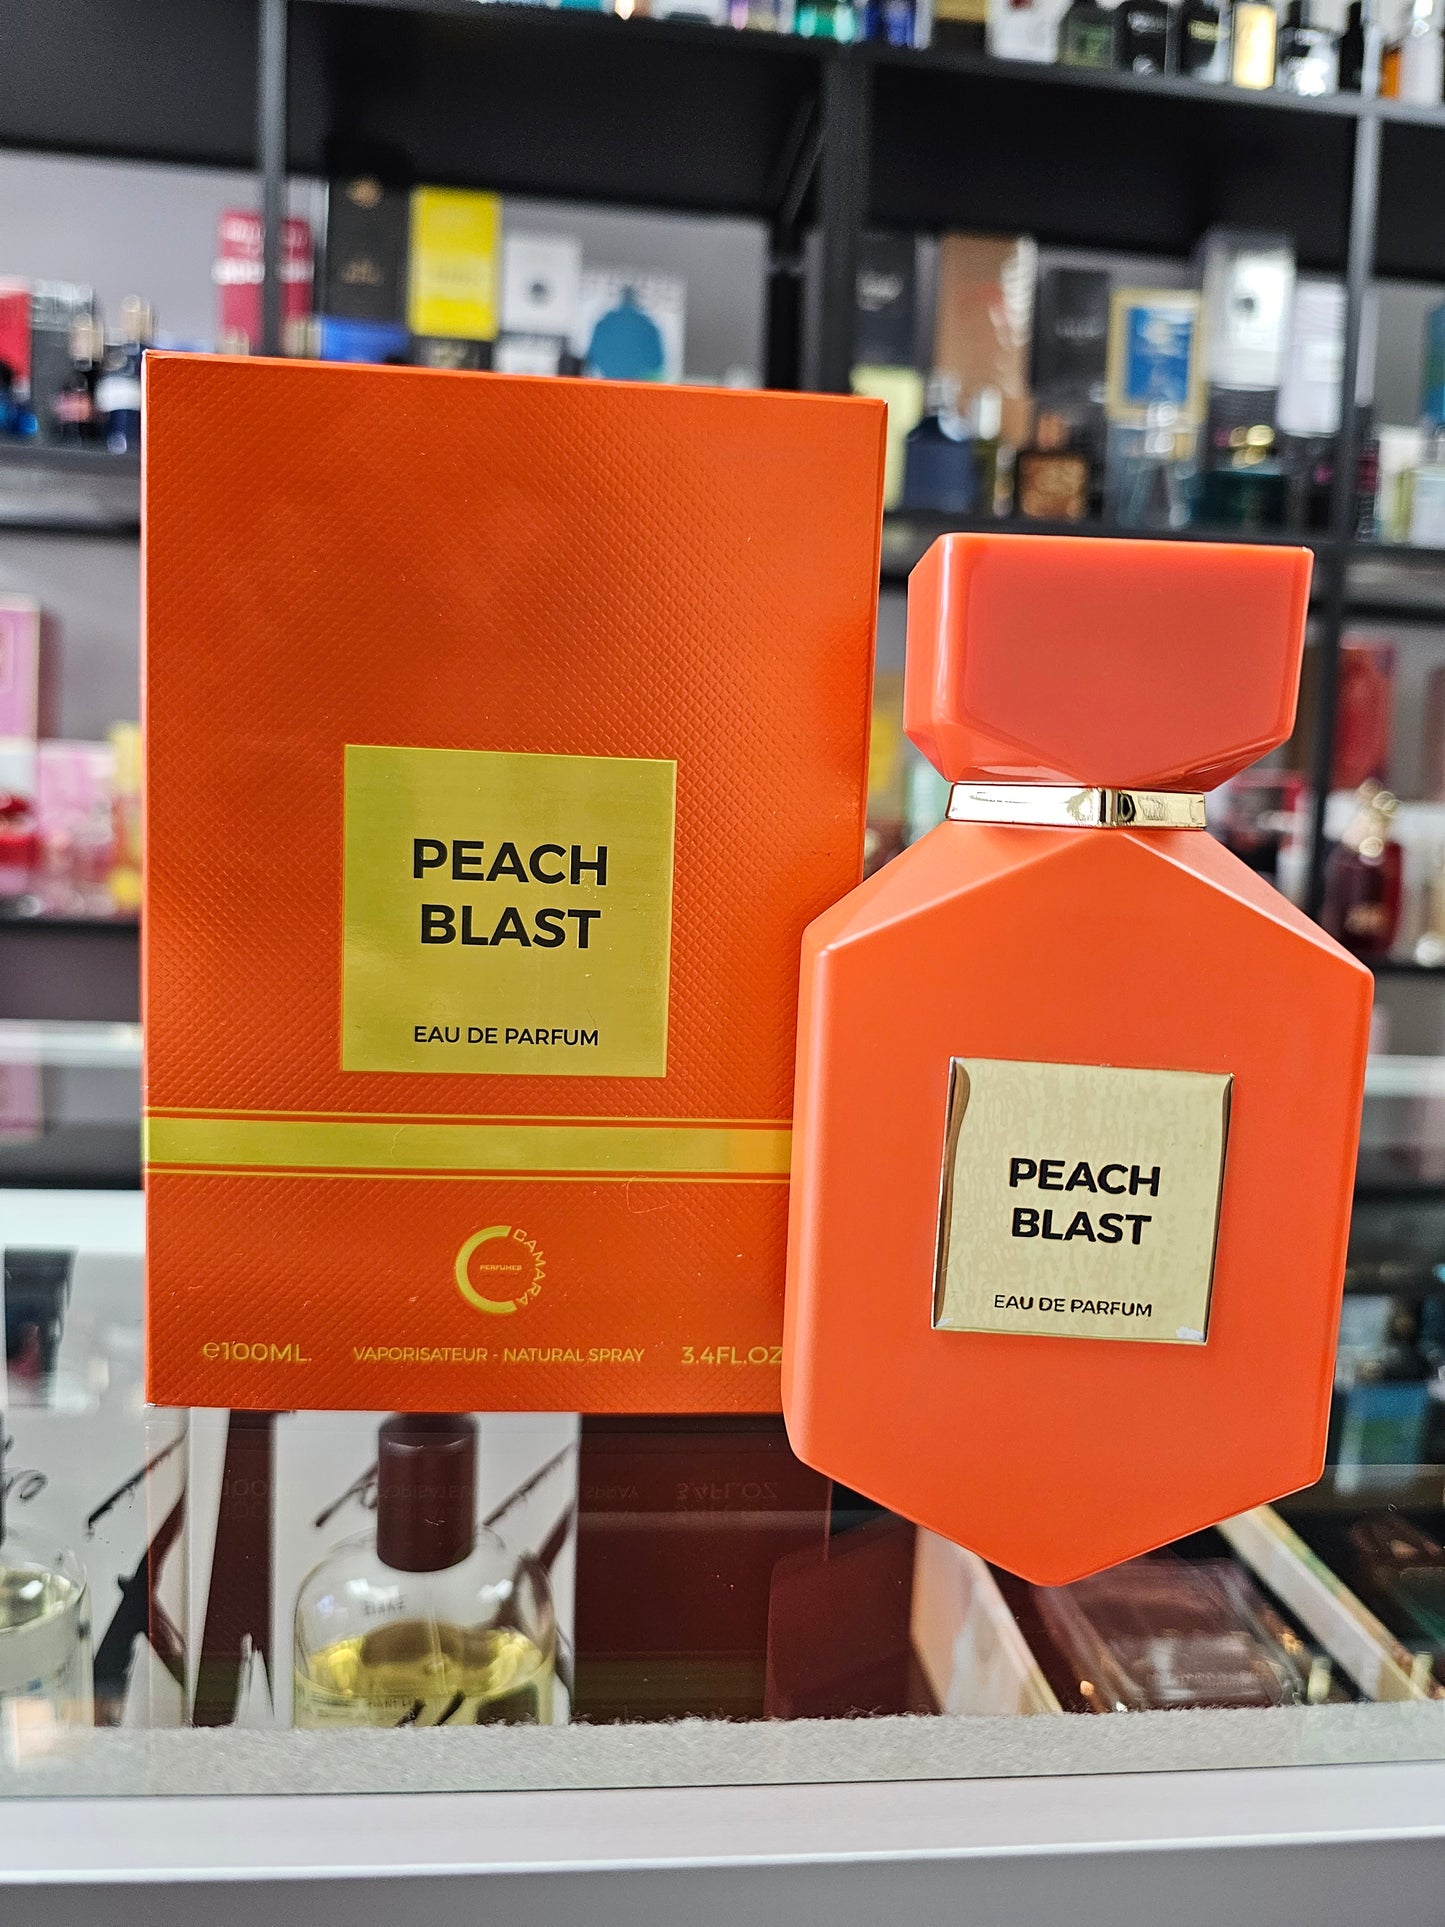 PEACH
BLAST
EAU DE PARFUM
CAMARA
PERFUMES
e100ML.
VAPORISATEUR - NATURAL SPRAY
3.4FL.OZ
PEACH
BLAST
EAU DE PARFUM